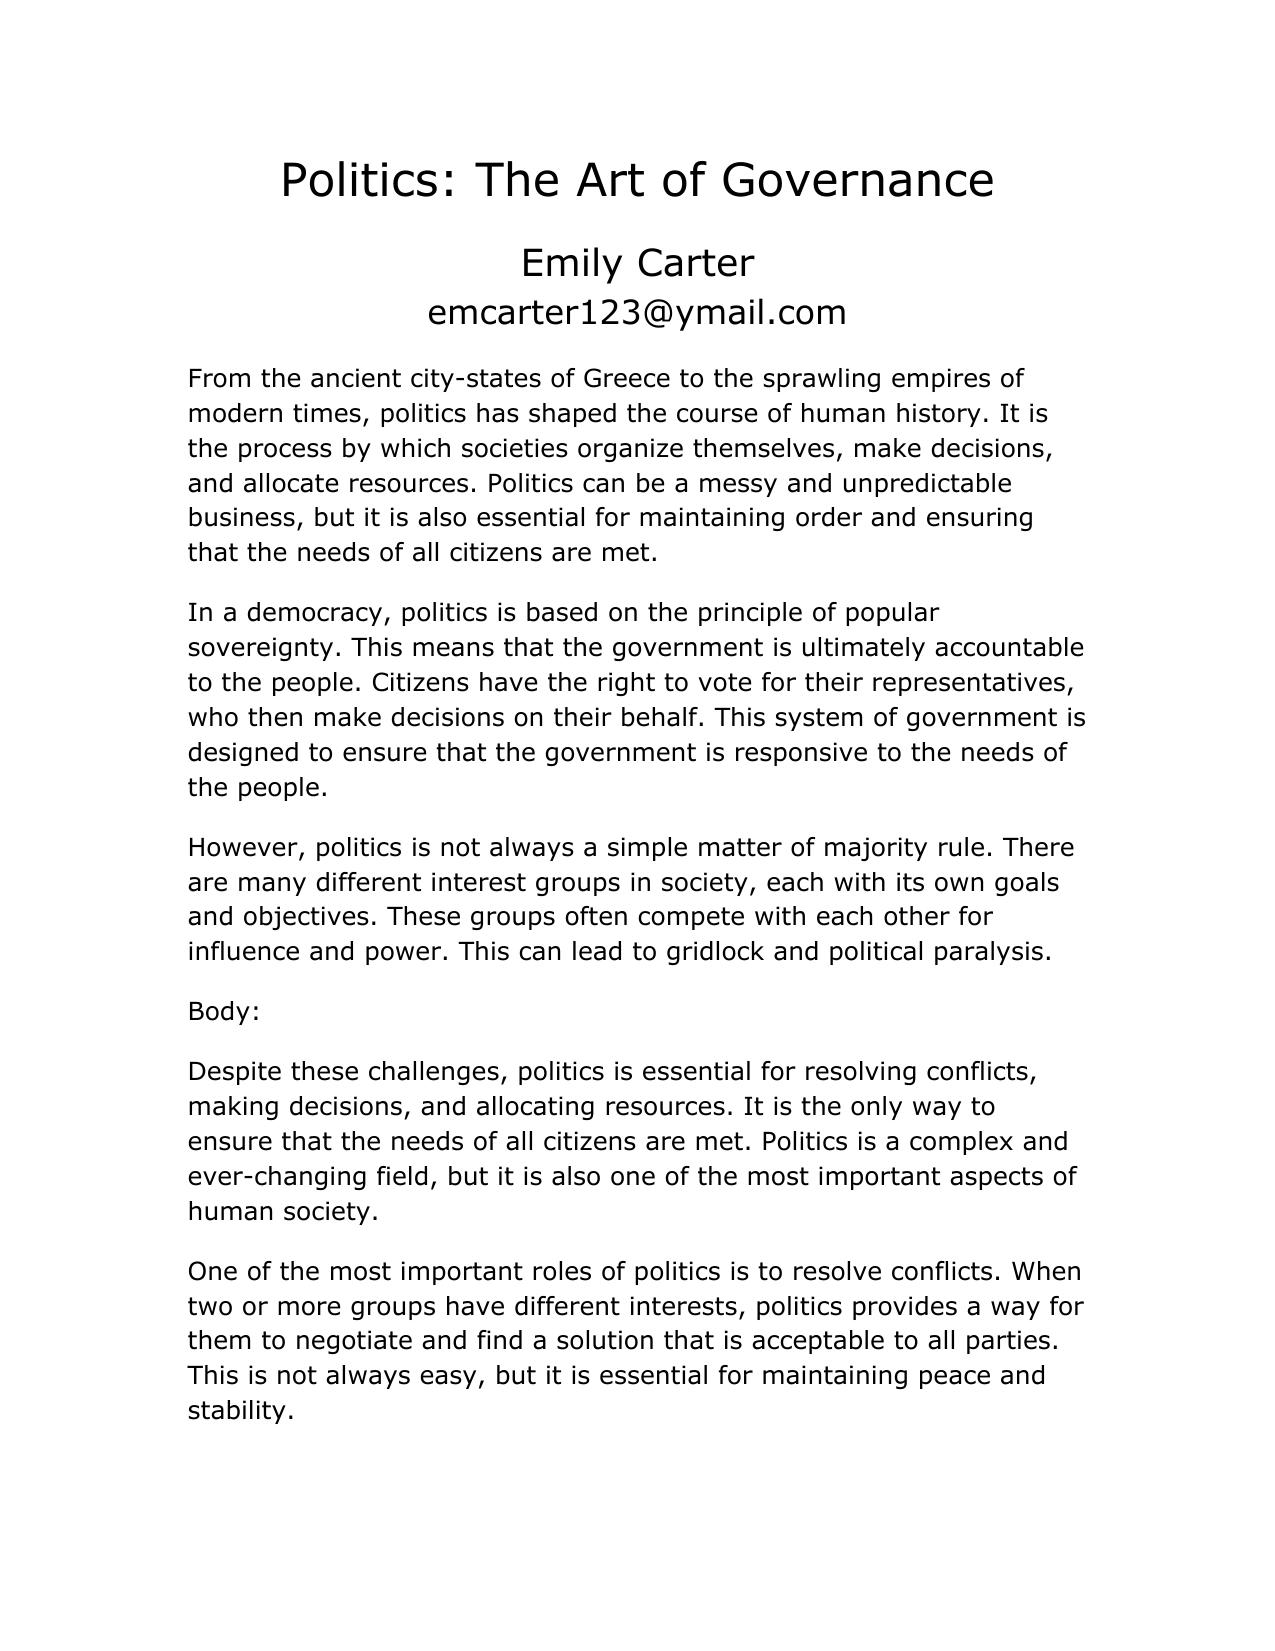 Politics: The Art of Governance
Emily Carter
emcarter123@ymail.com
From the ancient city-states of Greece to the sprawling empires of
modern times, politics has shaped the course of human history. It is
the process by which societies organize themselves, make decisions,
and allocate resources. Politics can be a messy and unpredictable
business, but it is also essential for maintaining order and ensuring
that the needs of all citizens are met.
In a democracy, politics is based on the principle of popular
sovereignty. This means that the government is ultimately accountable
to the people. Citizens have the right to vote for their representatives,
who then make decisions on their behalf. This system of government is
designed to ensure that the government is responsive to the needs of
the people.
However, politics is not always a simple matter of majority rule. There
are many different interest groups in society, each with its own goals
and objectives. These groups often compete with each other for
influence and power. This can lead to gridlock and political paralysis.
Body:
Despite these challenges, politics is essential for resolving conflicts,
making decisions, and allocating resources. It is the only way to
ensure that the needs of all citizens are met. Politics is a complex and
ever-changing field, but it is also one of the most important aspects of
human society.
One of the most important roles of politics is to resolve conflicts. When
two or more groups have different interests, politics provides a way for
them to negotiate and find a solution that is acceptable to all parties.
This is not always easy, but it is essential for maintaining peace and
stability.